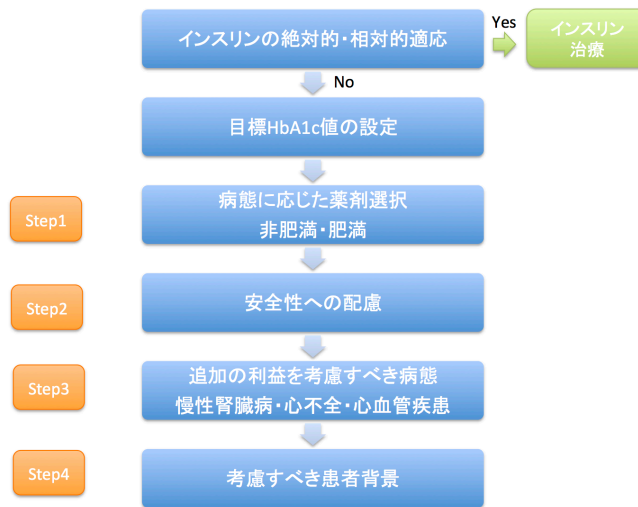 インスリンの絶対的・相対的適応
Yes
インスリン
治療
No
目標HbA1c値の設定
Step1
病態に応じた薬剤選択
非肥満・肥満
Step2
安全性への配慮
Step3
追加の利益を考慮すべき病態
慢性腎臓病・心不全・心血管疾患
Step4
考慮すべき患者背景